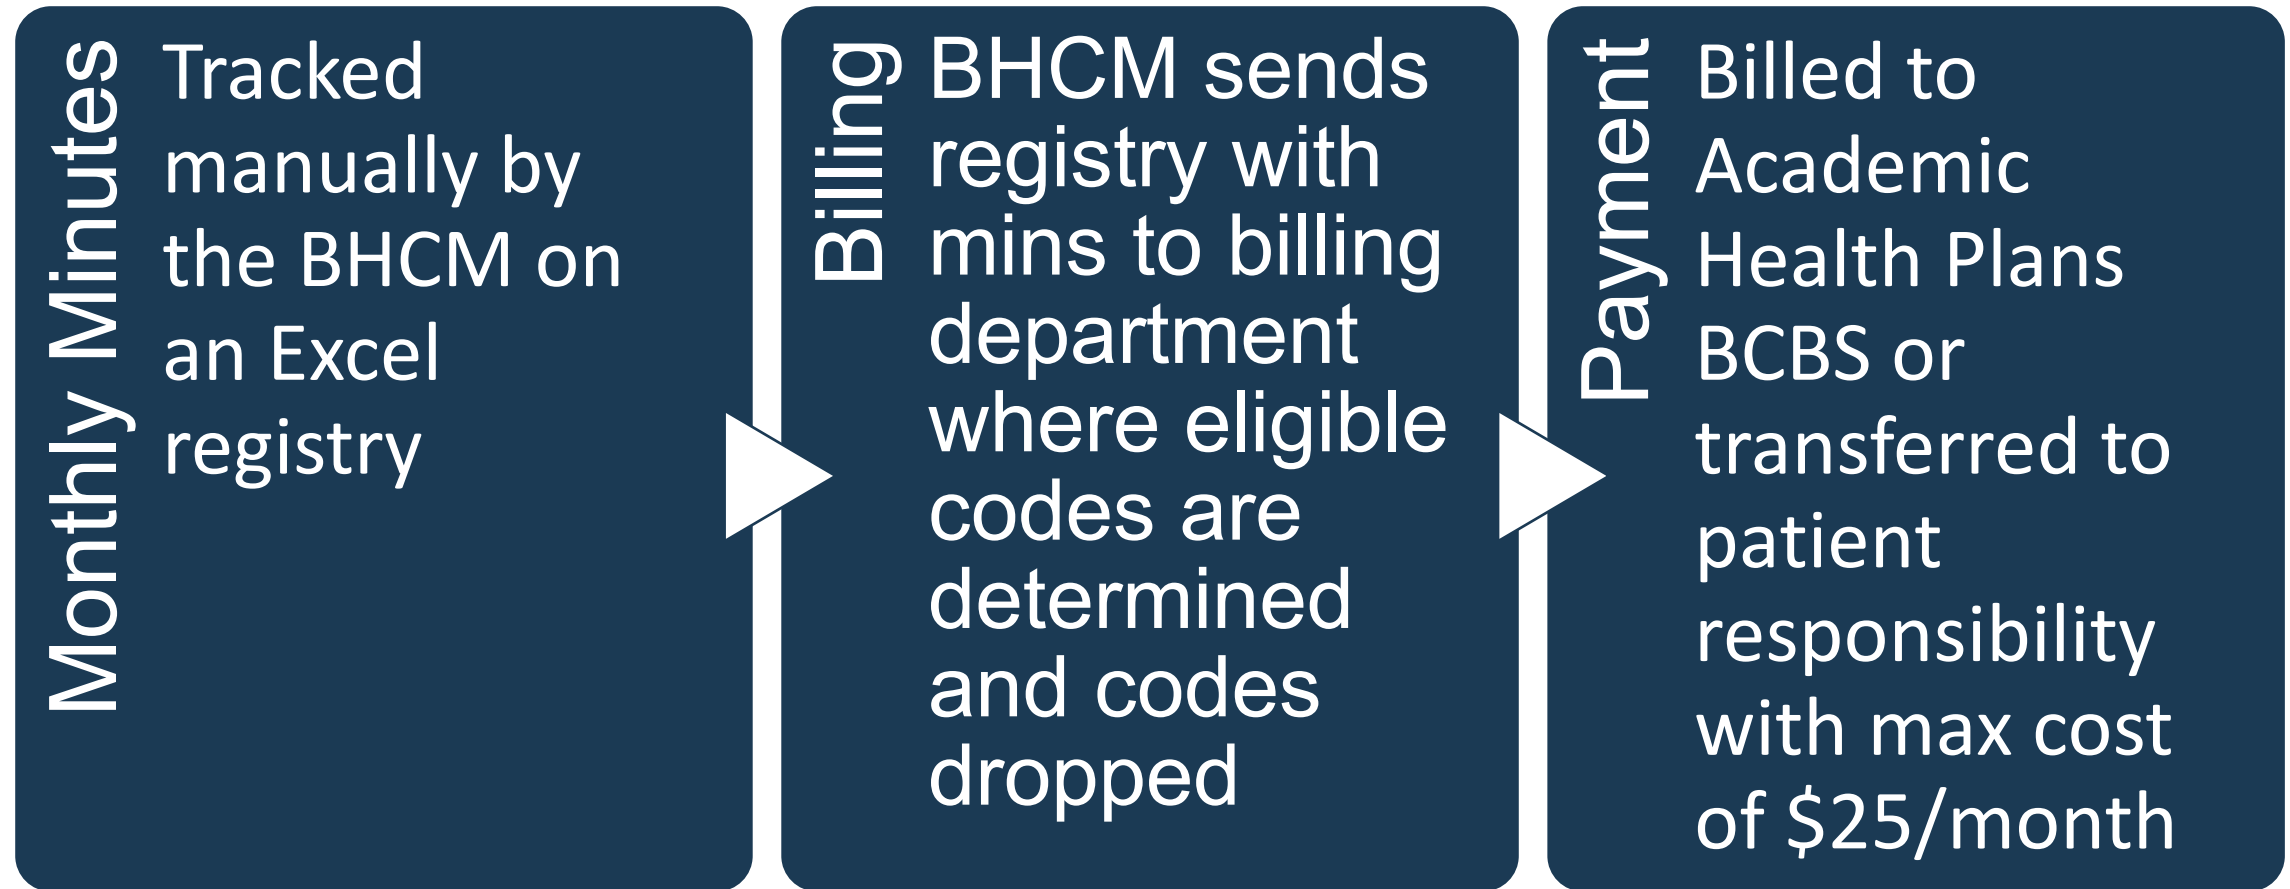 Monthly Minutes
Tracked
manually by
the BHCM on
an Excel
registry
Billing
BHCM sends
registry with
mins to billing
department
where eligible
codes are
determined
and codes
dropped
Payment
Billed to
Academic
Health Plans
BCBS or
transferred to
patient
responsibility
with max cost
of $25/month